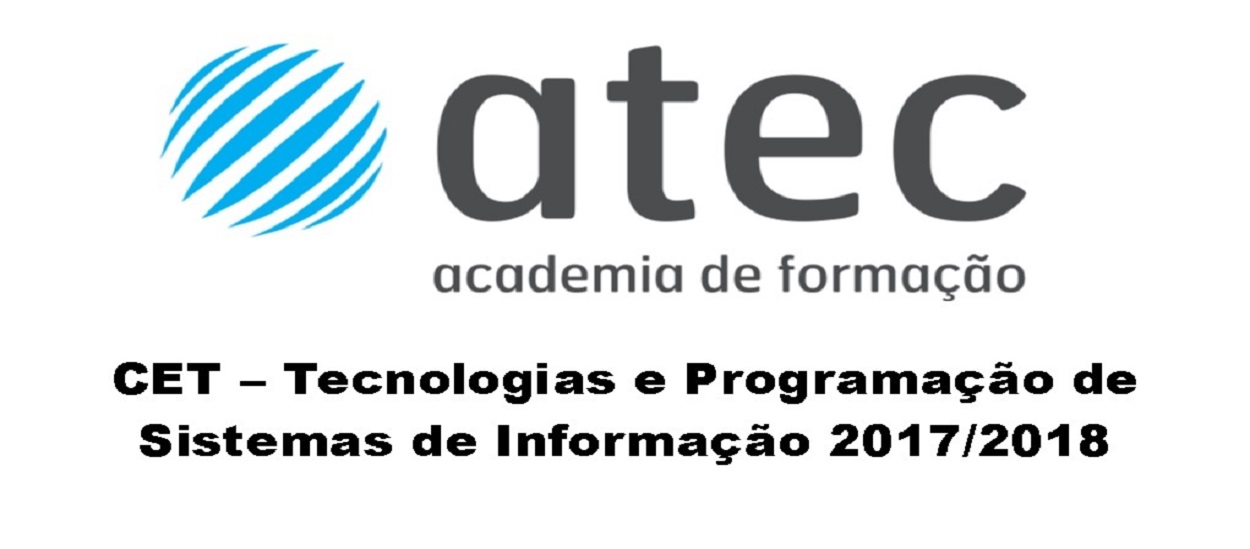 atec
academia de formação
CET – Tecnologias e Programação de
Sistemas de Informação 2017/2018